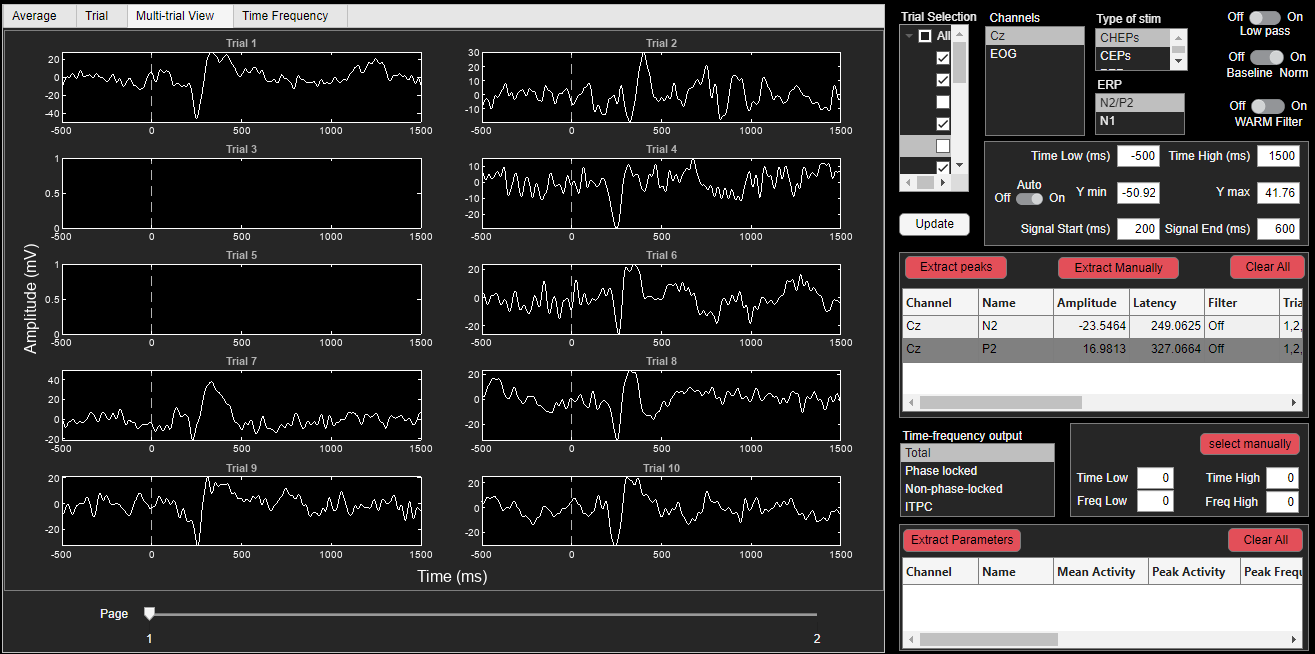 Average Trial Multi-trial View Time Frequency
Trial 1
20
0
-20
-40
-500 0 500 1000 1500
Trial 2
30
20
10
0
-10
-500 0 500 1000 1500
Trial 3
1
0.5
0
-500 0 500 1000 1500
Trial 4
10
0
-10
-20
-500 0 500 1000 1500
Trial 5
1
0.5
0
-500 0 500 1000 1500
Trial 6
20
0
-20
-500 0 500 1000 1500
Trial 7
40
20
0
-20
-500 0 500 1000 1500
Trial 8
20
0
-20
-500 0 500 1000 1500
Trial 9
20
0
-20
-500 0 500 1000 1500
Trial 10
20
0
-20
-500 0 500 1000 1500
Amplitude (mV)
Time (ms)
Page
1 2
Trial Selection
All
Update
Channels
Cz
EOG
Type of stim
CHEPs
CEPs
ERP
N2/P2
N1
Off On
Low pass
Off On
Baseline Norm
Off On
WARM Filter
Time Low (ms) -500 Time High (ms) 1500
Auto
Off On
Y min -50.92 Y max 41.76
Signal Start (ms) 200 Signal End (ms) 600
Extract peaks Extract Manually Clear All
Channel Name Amplitude Latency Filter Tria
Cz N2 -23.5464 249.0625 Off 1,2,
Cz P2 16.9813 327.0664 Off 1,2,
Time-frequency output
Total
Phase locked
Non-phase-locked
ITPC
select manually
Time Low 0 Time High 0
Freq Low 0 Freq High 0
Extract Parameters Clear All
Channel Name Mean Activity Peak Activity Peak Frequ